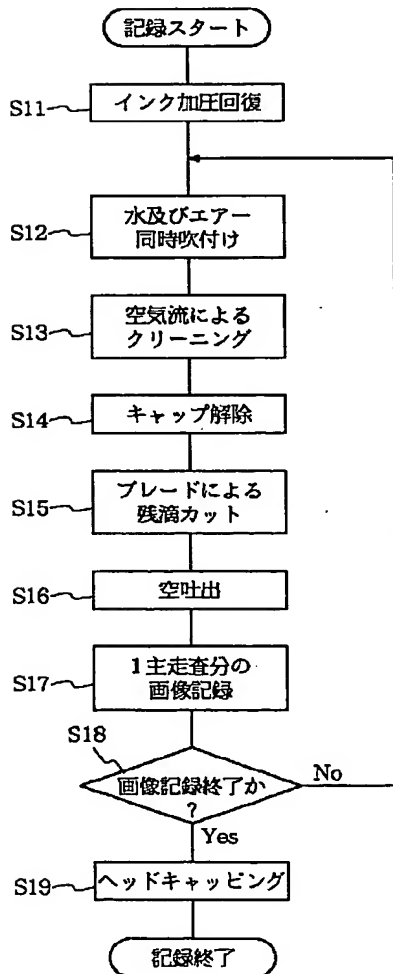 記録スタート
S11 インク加圧回復
S12 水及びエアー
同時吹付け
S13 空気流による
クリーニング
S14 キャップ解除
S15 ブレードによる
残滴カット
S16 空吐出
S17 1主走査分の
画像記録
S18
画像記録終了か
?
No
Yes
S19 ヘッドキャッピング
記録終了